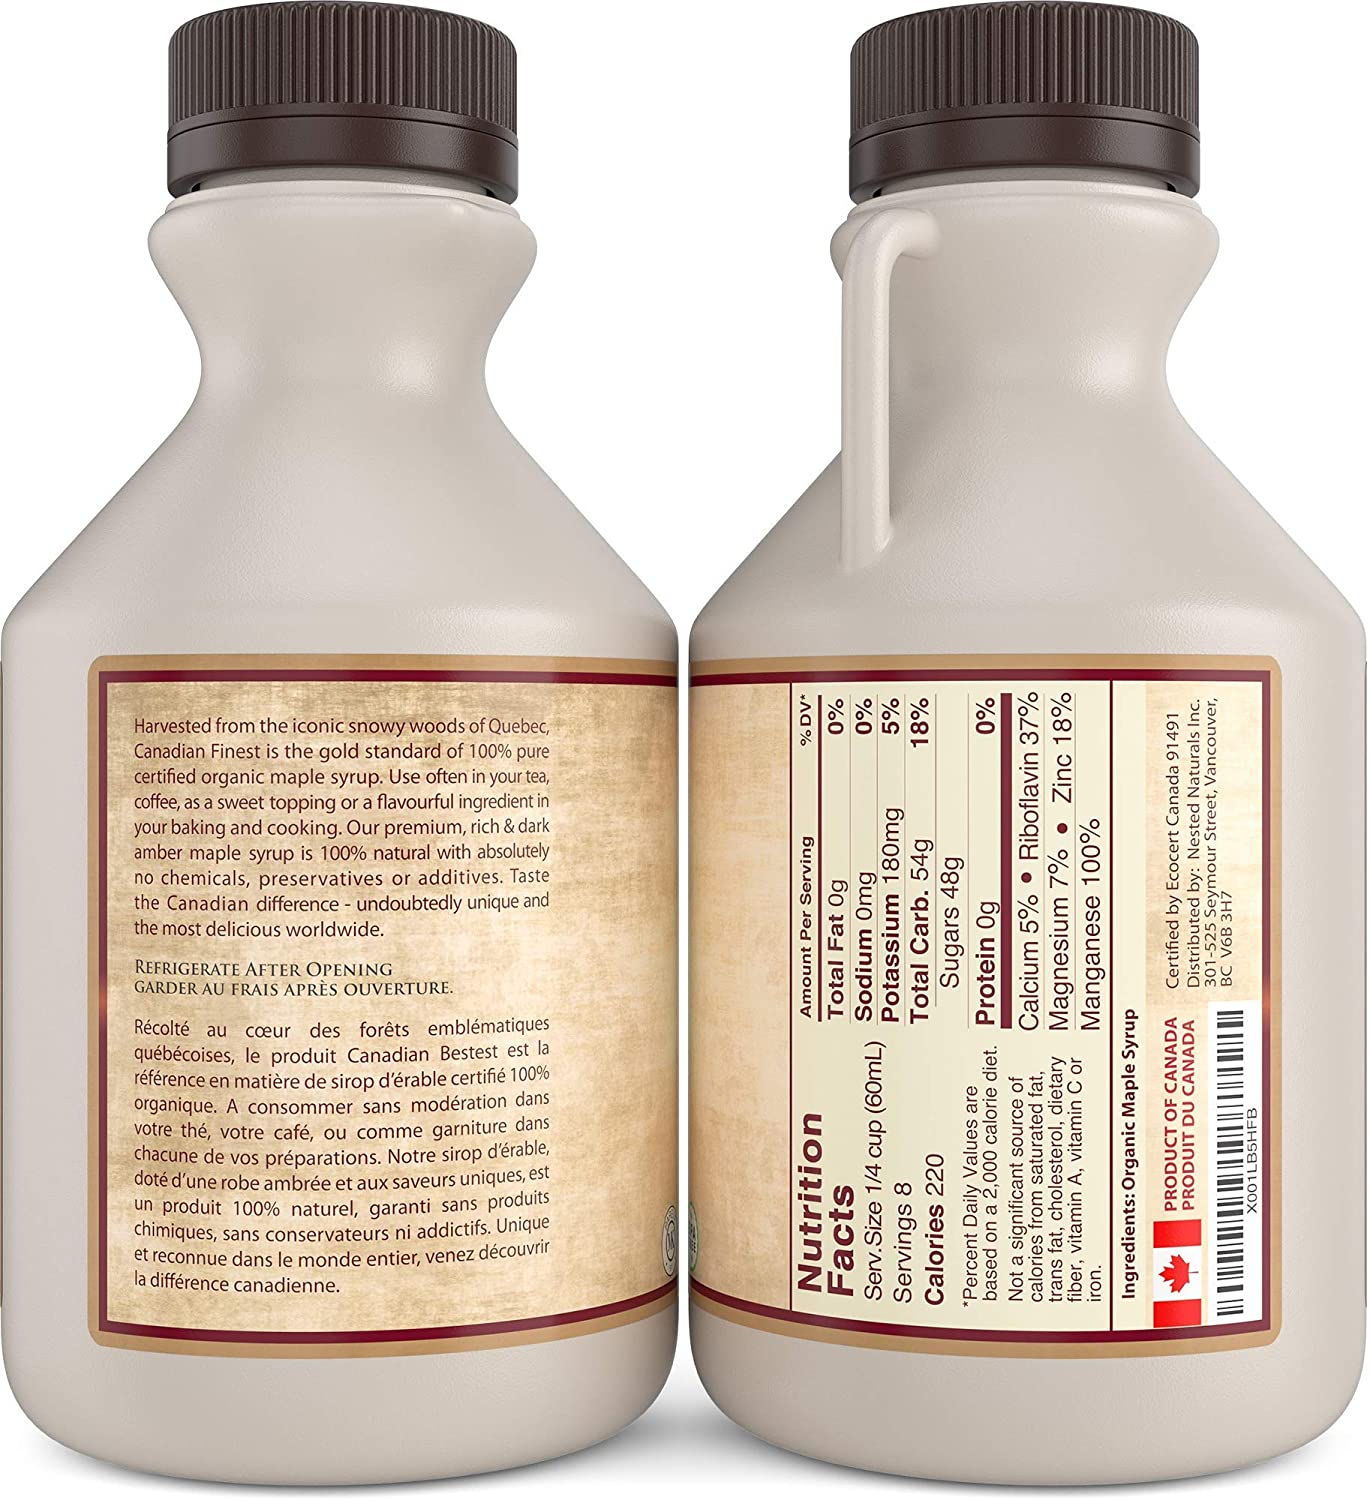 Harvested from the iconic snowy woods of Quebec,
Canadian Finest is the gold standard of 100% pure
certified organic maple syrup. Use often in your tea,
coffee, as a sweet topping or a flavourful ingredient in
your baking and cooking. Our premium, rich & dark
amber maple syrup is 100% natural with absolutely
no chemicals, preservatives or additives. Taste
the Canadian difference - undoubtedly unique and
the most delicious worldwide.
REFRIGERATE AFTER OPENING
GARDER AU FRAIS APRÈS OUVERTURE.
Récolté au cœur des forêts emblématiques
québécoises, le produit Canadian Bestest est la
référence en matière de sirop d'érable certifié 100%
organique. A consommer sans modération dans
votre thé, votre café, ou comme garniture dans
chacune de vos préparations. Notre sirop d'érable,
doté d'une robe ambrée et aux saveurs uniques, est
un produit 100% naturel, garanti sans produits
chimiques, sans conservateurs ni addictifs. Unique
et reconnue dans le monde entier, venez découvrir
la différence canadienne.
Nutrition
Facts
Serv. Size 1/4 cup (60mL)
Servings 8
Calories 220
*Percent Daily Values are
based on a 2,000 calorie diet.
Not a significant source of
calories from saturated fat,
trans fat, cholesterol, dietary
fiber, vitamin A, vitamin C or
iron.
Amount Per Serving %DV*
Total Fat 0g 0%
Sodium 0mg 0%
Potassium 180mg 5%
Total Carb. 54g 18%
Sugars 48g
Protein 0g 0%
Calcium 5% • Riboflavin 37%
Magnesium 7% • Zinc 18%
Manganese 100%
Ingredients: Organic Maple Syrup
PRODUCT OF CANADA
PRODUIT DU CANADA
Certified by Ecocert Canada 91491
Distributed by: Nested Naturals Inc.
301-525 Seymour Street, Vancouver,
BC V6B 3H7
X001LB5HFB